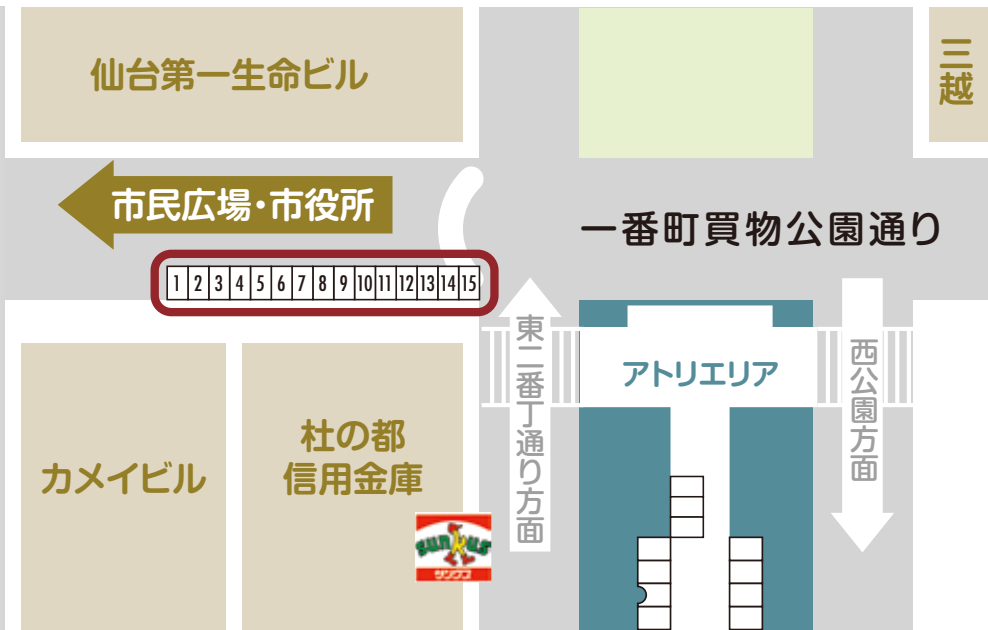 仙台第一生命ビル
三越
市民広場・市役所
一番町買物公園通り
1 2 3 4 5 6 7 8 9 10 11 12 13 14 15
東二番丁通り方面
アトリエリア
西公園方面
カメイビル
杜の都
信用金庫
sunkus
サンクス